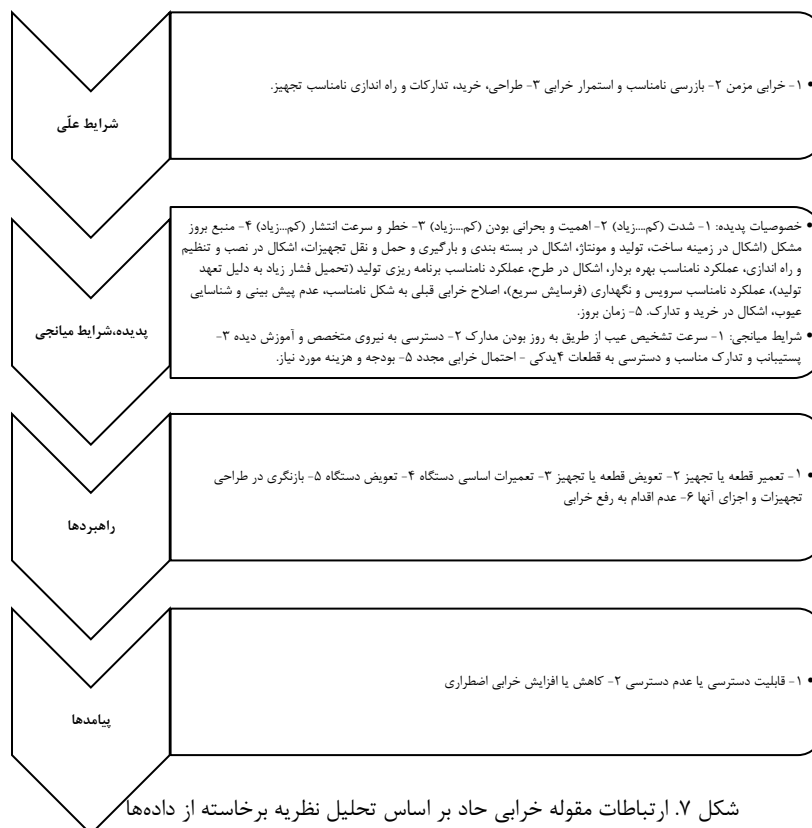 • ۱- خرابی مزمن ۲- بازرسی نامناسب و استمرار خرابی ۳- طراحی، خرید، تدارکات و راه اندازی نامناسب تجهیز.
شرایط علّی
• خصوصیات پدیده: ۱- شدت (کم....زیاد) ۲- اهمیت و بحرانی بودن (کم....زیاد) ۳- خطر و سرعت انتشار (کم...زیاد) ۴- منبع بروز
مشکل (اشکال در زمینه ساخت، تولید و مونتاژ، اشکال در بسته بندی و بارگیری و حمل و نقل تجهیزات، اشکال در نصب و تنظیم
و راه اندازی، عملکرد نامناسب بهره بردار، اشکال در طرح، عملکرد نامناسب برنامه ریزی تولید (تحمیل فشار زیاد به دلیل تعهد
تولید)، عملکرد نامناسب سرویس و نگهداری (فرسایش سریع)، اصلاح خرابی قبلی به شکل نامناسب، عدم پیش بینی و شناسایی
عیوب، اشکال در خرید و تدارک. ۵- زمان بروز.
• شرایط میانجی: ۱- سرعت تشخیص عیب از طریق به روز بودن مدارک ۲- دسترسی به نیروی متخصص و آموزش دیده ۳-
پستیبانب و تدارک مناسب و دسترسی به قطعات ۴یدکی - احتمال خرابی مجدد ۵- بودجه و هزینه مورد نیاز.
پدیده،شرایط میانجی
• ۱- تعمیر قطعه یا تجهیز ۲- تعویض قطعه یا تجهیز ۳- تعمیرات اساسی دستگاه ۴- تعویض دستگاه ۵- بازنگری در طراحی
تجهیزات و اجزای آنها ۶- عدم اقدام به رفع خرابی
راهبردها
• ۱- قابلیت دسترسی یا عدم دسترسی ۲- کاهش یا افزایش خرابی اضطراری
پیامدها
شکل ۷. ارتباطات مقوله خرابی حاد بر اساس تحلیل نظریه برخاسته از داده‌ها